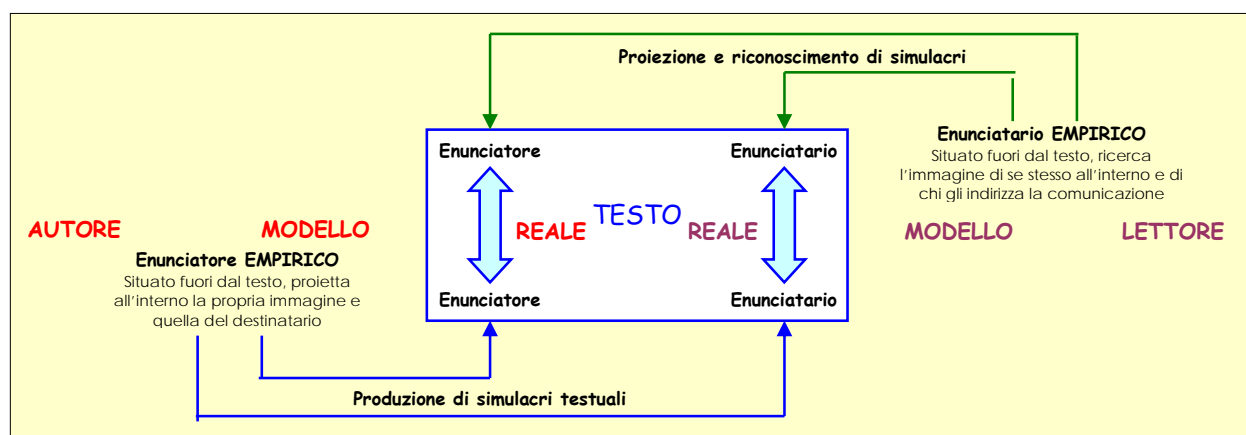 Proiezione e riconoscimento di simulacri
Enunciatore
Enunciatario
Enunciatario EMPIRICO
Situato fuori dal testo, ricerca
l'immagine di se stesso all'interno e di
chi gli indirizza la comunicazione
AUTORE MODELLO REALE TESTO REALE MODELLO LETTORE
Enunciatore EMPIRICO
Situato fuori dal testo, proietta
all'interno la propria immagine e
quella del destinatario
Enunciatore
Enunciatario
Produzione di simulacri testuali